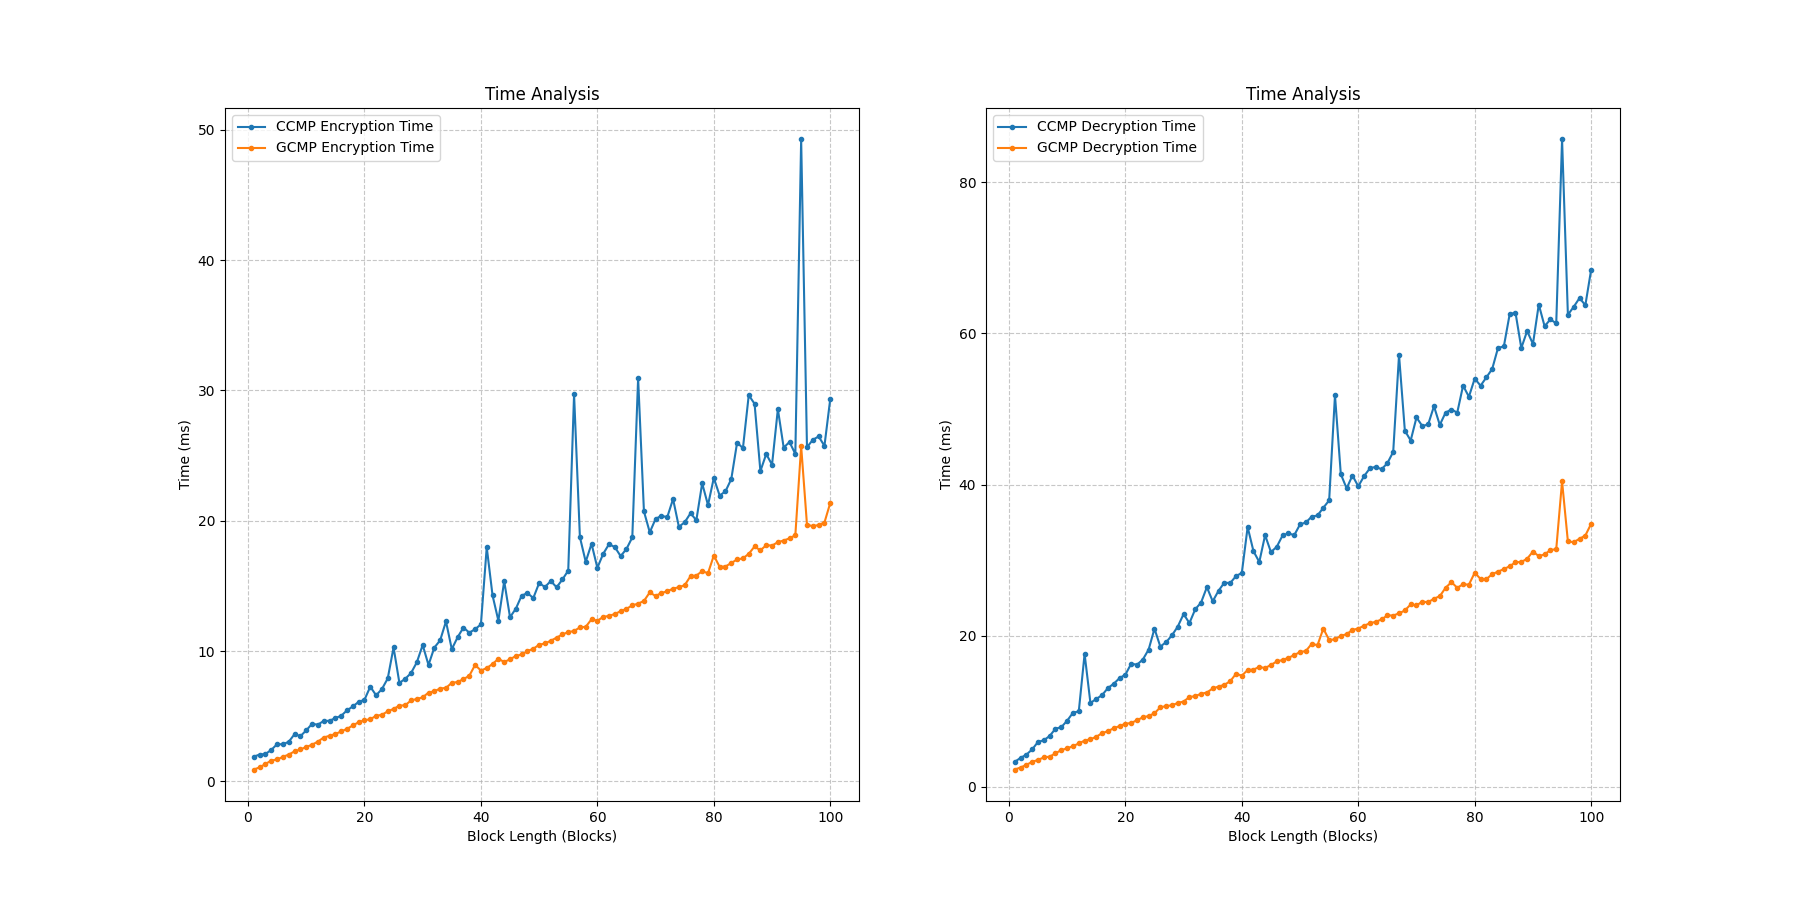 Time Analysis
CCMP Encryption Time
GCMP Encryption Time
Time (ms)
50
40
30
20
10
0
0 20 40 60 80 100
Block Length (Blocks)
Time Analysis
CCMP Decryption Time
GCMP Decryption Time
Time (ms)
80
60
40
20
0
0 20 40 60 80 100
Block Length (Blocks)